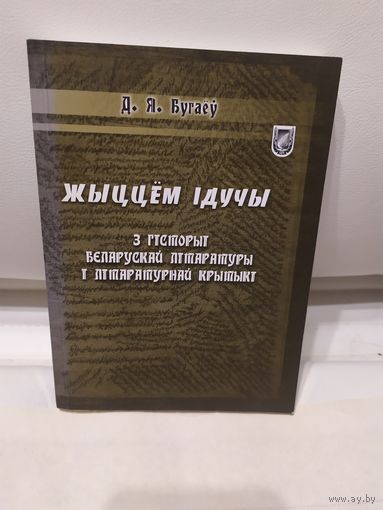 Д. Я. Бугаёў
ЖЫЦЦЁМ ІДУЧЫ
З ГІСТОРЫІ
БЕЛАРУСКАЙ ЛІТАРАТУРЫ
І ЛІТАРАТУРНАЙ КРЫТЫКІ
www.ay.by